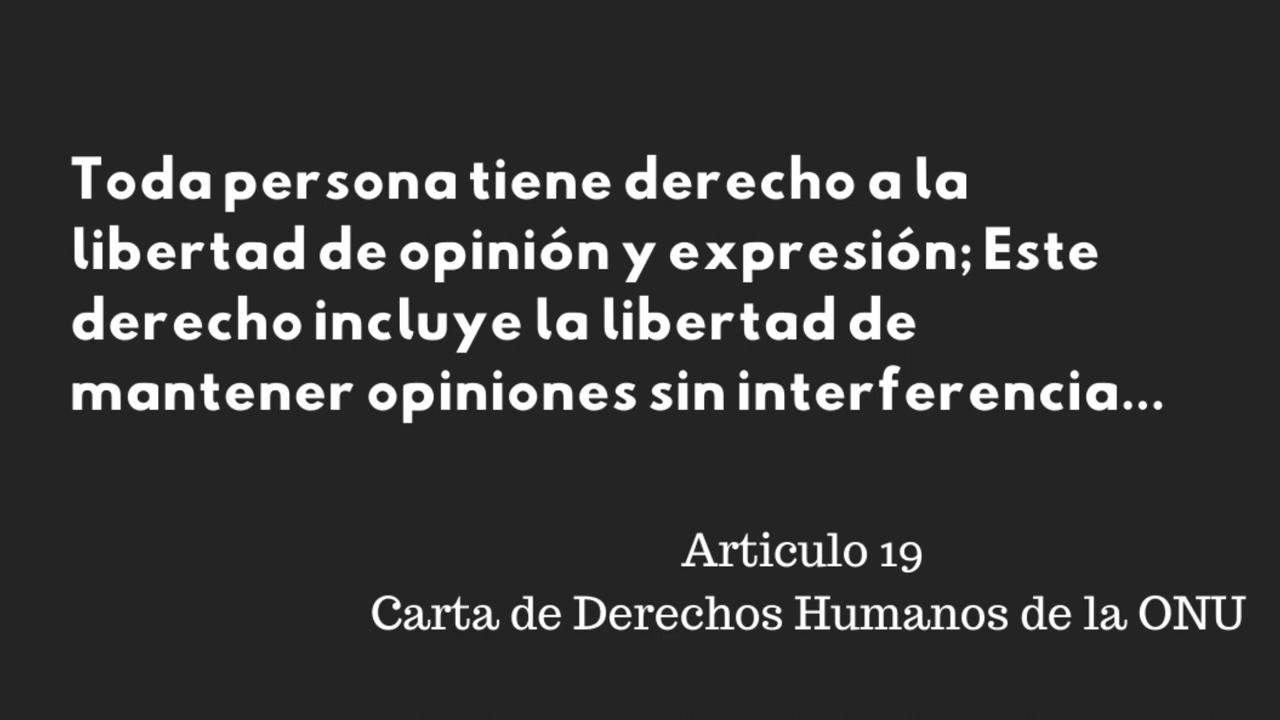 Toda persona tiene derecho a la
libertad de opinión y expresión; Este
derecho incluye la libertad de
mantener opiniones sin interferencia...
Articulo 19
Carta de Derechos Humanos de la ONU